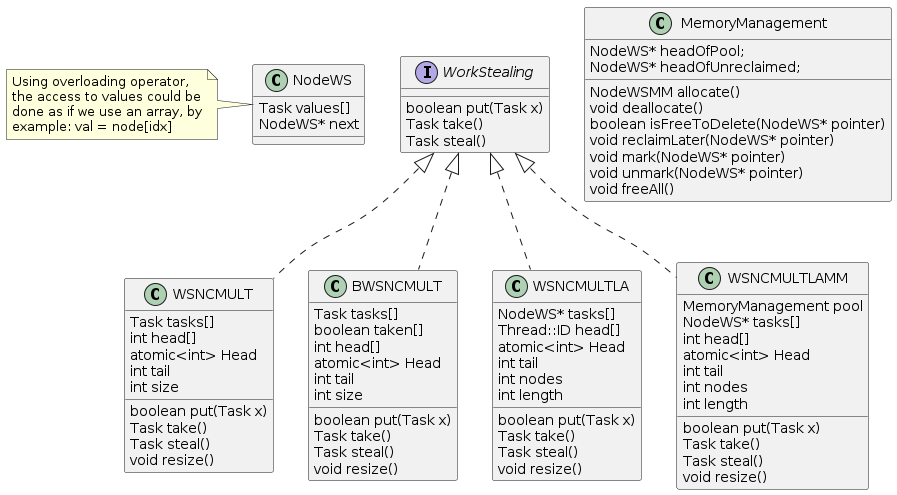 Using overloading operator,
the access to values could be
done as if we use an array, by
example: val = node[idx]
C NodeWS
Task values[]
NodeWS* next
I WorkStealing
boolean put(Task x)
Task take()
Task steal()
C MemoryManagement
NodeWS* headOfPool;
NodeWS* headOfUnreclaimed;
NodeWSMM allocate()
void deallocate()
boolean isFreeToDelete(NodeWS* pointer)
void reclaimLater(NodeWS* pointer)
void mark(NodeWS* pointer)
void unmark(NodeWS* pointer)
void freeAll()
C WSNCMULT
Task tasks[]
int head[]
atomic<int> Head
int tail
int size
boolean put(Task x)
Task take()
Task steal()
void resize()
C BWSNCMULT
Task tasks[]
boolean taken[]
int head[]
atomic<int> Head
int tail
int size
boolean put(Task x)
Task take()
Task steal()
void resize()
C WSNCMULTLA
NodeWS* tasks[]
Thread::ID head[]
atomic<int> Head
int tail
int nodes
int length
boolean put(Task x)
Task take()
Task steal()
void resize()
C WSNCMULTLAMM
MemoryManagement pool
NodeWS* tasks[]
int head[]
atomic<int> Head
int tail
int nodes
int length
boolean put(Task x)
Task take()
Task steal()
void resize()